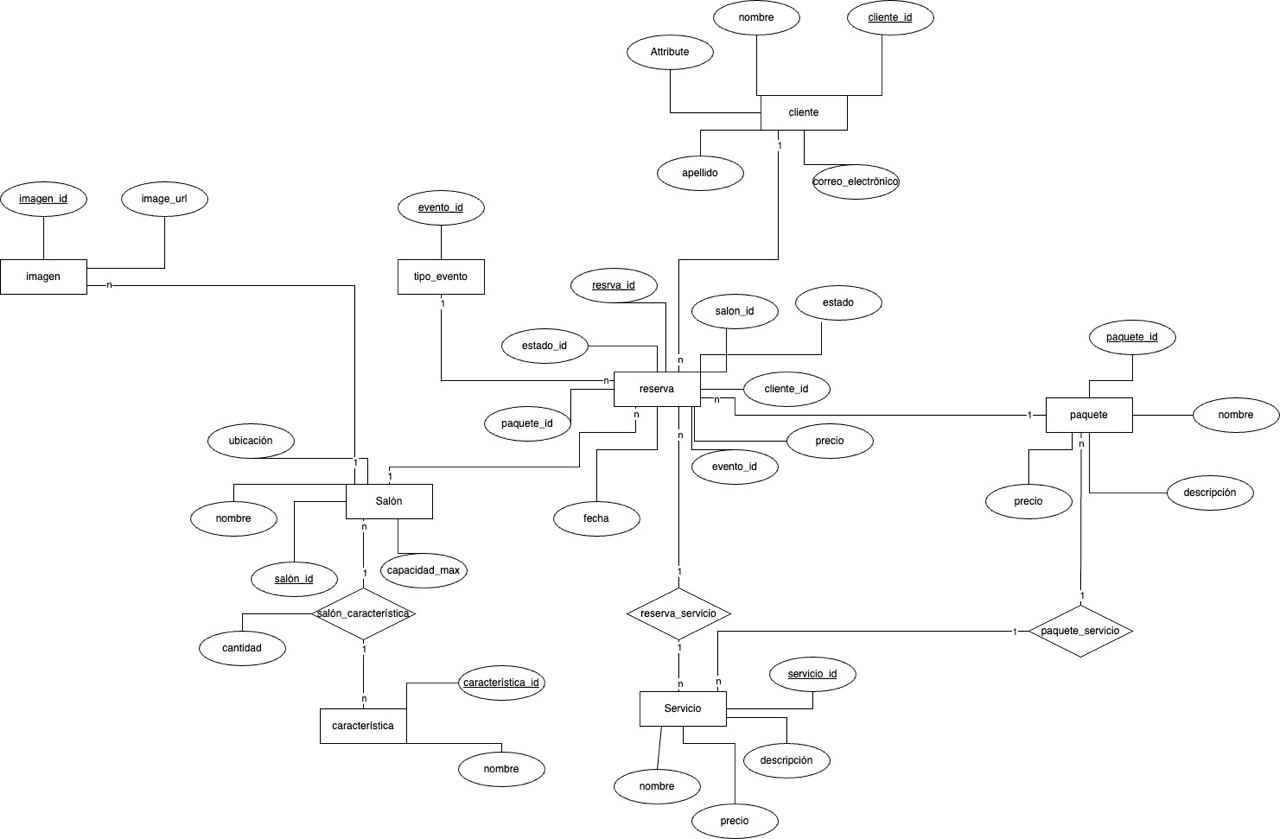 nombre
cliente_id
Attribute
cliente
1
apellido
correo_electrónico
imagen_id
image_url
evento_id
imagen
n
tipo_evento
1
resrva_id
salon_id
estado
estado_id
n
paquete_id
n
reserva
cliente_id
n
1
paquete
nombre
paquete_id
n
n
n
precio
evento_id
ubicación
1
1
Salón
nombre
n
fecha
precio
descripción
salón_id
1
capacidad_max
1
1
salón_característica
reserva_servicio
1
paquete_servicio
cantidad
1
1
n
n
n
característica_id
servicio_id
Servicio
característica
nombre
descripción
nombre
precio